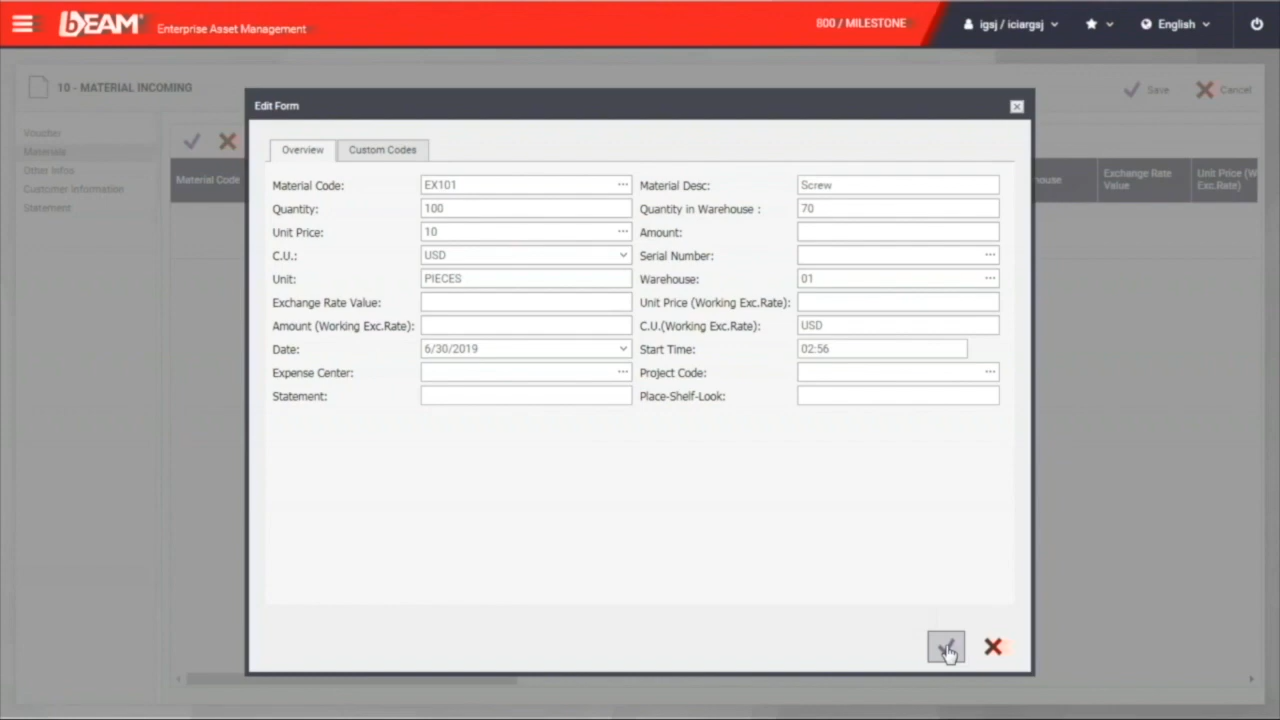 bEAM Enterprise Asset Management 800 / MILESTONE igsj / iciargsj English
10 - MATERIAL INCOMING Save Cancel
Edit Form
Voucher
Materials
Other Infos
Customer Information
Statement
Material Code
Exchange Rate Value
Unit Price (W
Exc.Rate)
Overview Custom Codes
Material Code: EX101 ... Material Desc: Screw
Quantity: 100 Quantity in Warehouse : 70
Unit Price: 10 ... Amount:
C.U.: USD Serial Number: ...
Unit: PIECES Warehouse: 01 ...
Exchange Rate Value: Unit Price (Working Exc.Rate):
Amount (Working Exc.Rate): C.U.(Working Exc.Rate): USD
Date: 6/30/2019 Start Time: 02:56
Expense Center: ... Project Code: ...
Statement: Place-Shelf-Look: